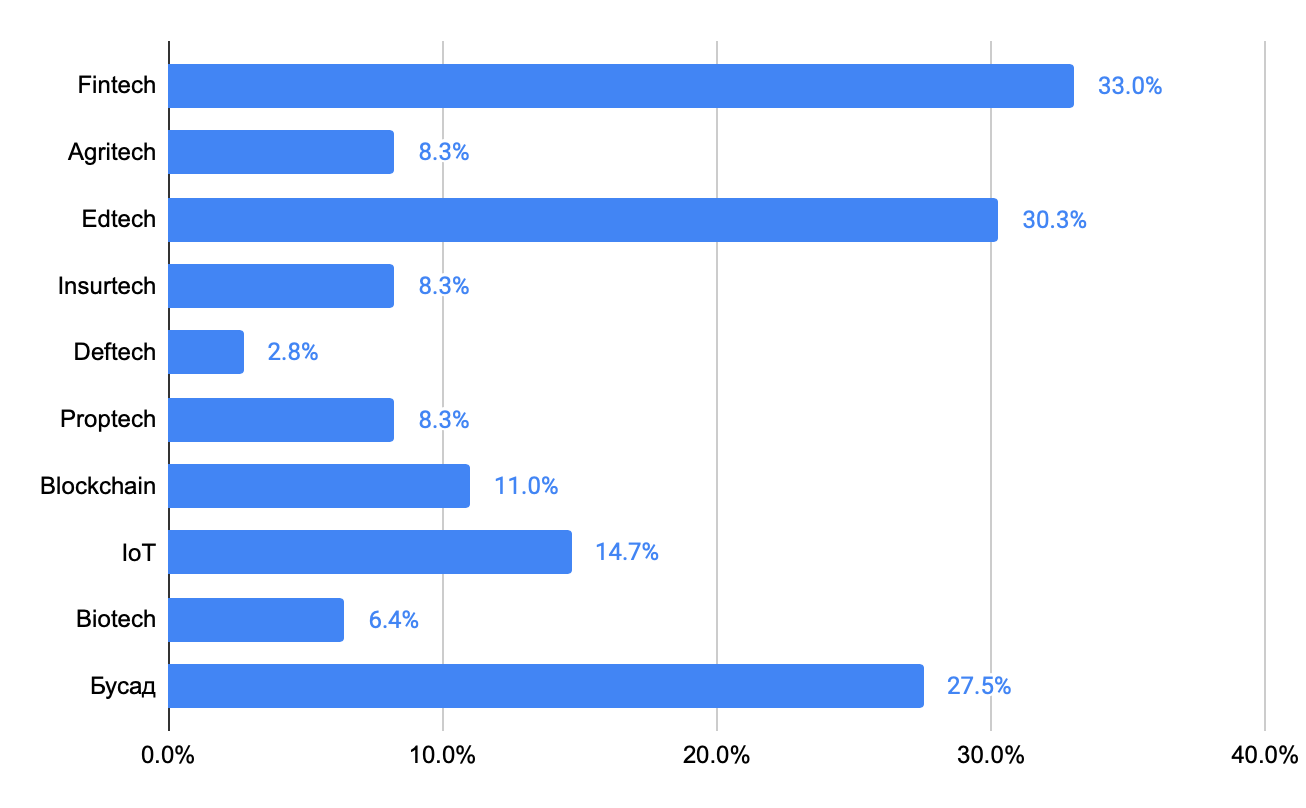 Fintech 33.0%
Agritech 8.3%
Edtech 30.3%
Insurtech 8.3%
Deftech 2.8%
Proptech 8.3%
Blockchain 11.0%
IoT 14.7%
Biotech 6.4%
Бусад 27.5%
0.0% 10.0% 20.0% 30.0% 40.0%